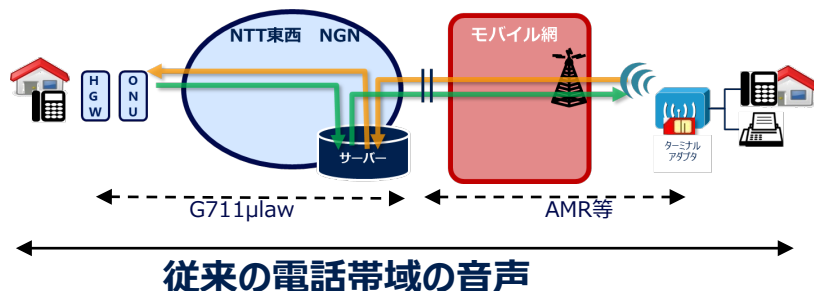 NTT東西 NGN
モバイル網
HGW
ONU
サーバー
ターミナル
アダプタ
G711μlaw
AMR等
従来の電話帯域の音声